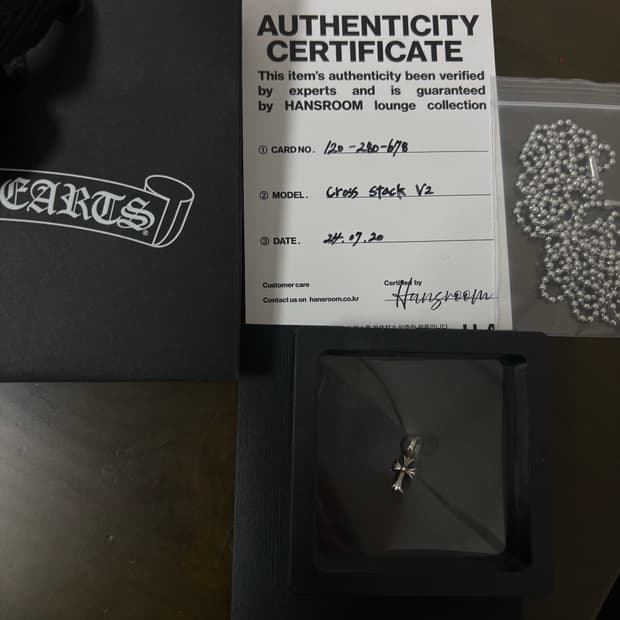 EARTS
AUTHENTICITY
CERTIFICATE
This item's authenticity been verified
by experts and is guaranteed
by HANSROOM lounge collection
① CARD NO. 120-280-678
② MODEL. Cross stack V2
③ DATE. 24.07.20
Customer care
Certified by
Contact us on hansroom.co.kr
Hansroom